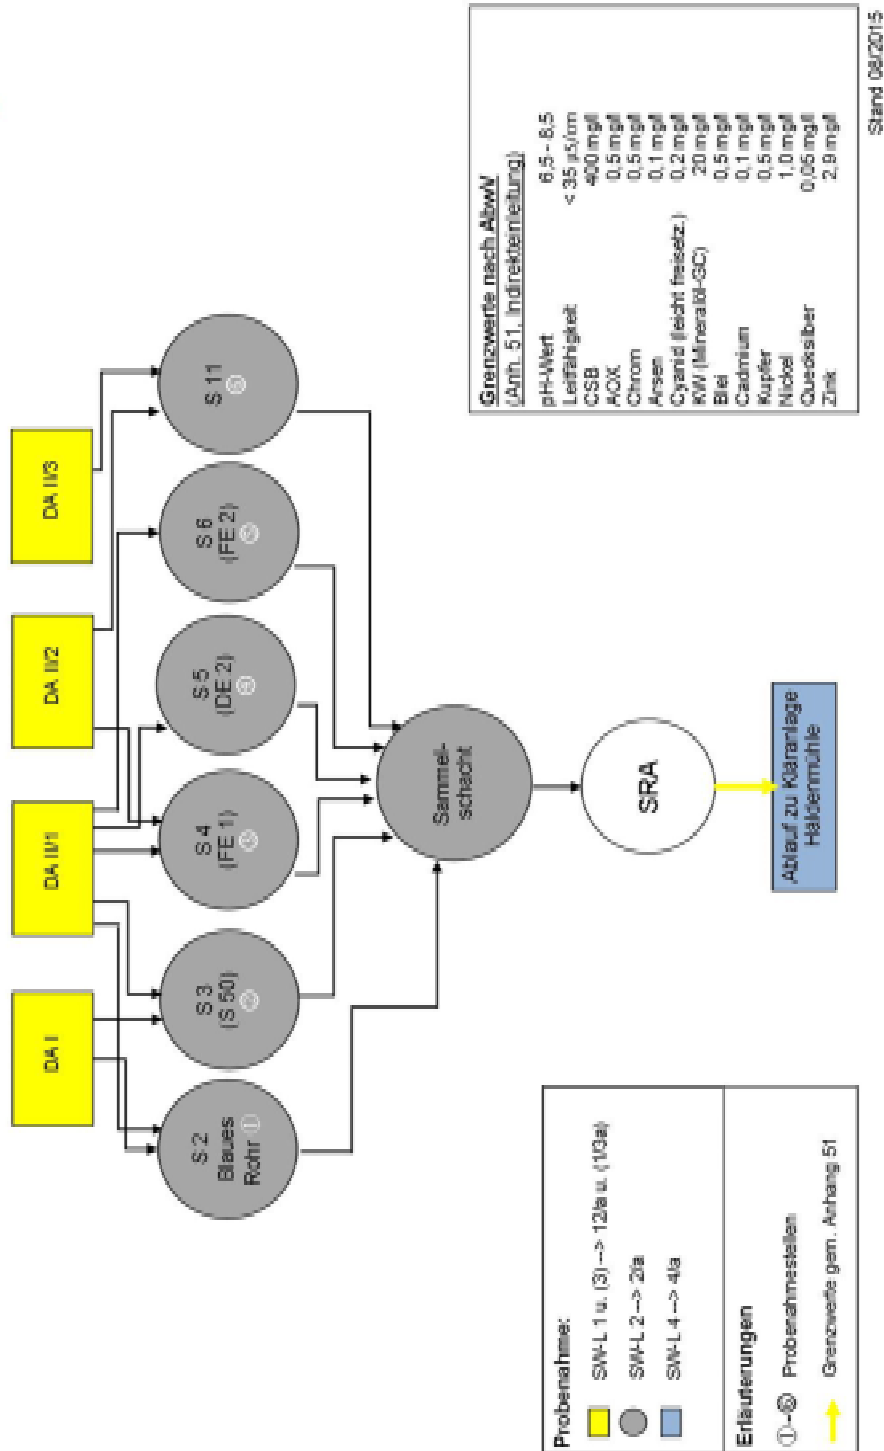 DA I
DA II/1
DA II/2
DA II/3
S 2
Blaues
Rohr ①
S 3
(S 50)
②
S 4
(FE 1)
S 5
(DE 2)
④
S 6
(FE 2)
S 11
Sammel-
schacht
SRA
Ablauf zu Kläranlage
Häldenmühle
Probenahme:
SW-L 1 u. (3) --> 12/a u. (1/3a)
SW-L 2 --> 2/a
SW-L 4 --> 4/a
Erläuterungen
①-⑥ Probenahmestellen
Grenzwerte gem. Anhang 51
Grenzwerte nach AbwV
(Anh. 51, Indirekteinleitung)
pH-Wert 6,5 - 8,5
Leitfähigkeit < 35 µS/cm
CSB 400 mg/l
AOX 0,5 mg/l
Chrom 0,5 mg/l
Arsen 0,1 mg/l
Cyanid (leicht freisetz.) 0,2 mg/l
KW (Mineralöl-GC) 20 mg/l
Blei 0,5 mg/l
Cadmium 0,1 mg/l
Kupfer 0,5 mg/l
Nickel 1,0 mg/l
Quecksilber 0,05 mg/l
Zink 2,9 mg/l
Stand 08/2015